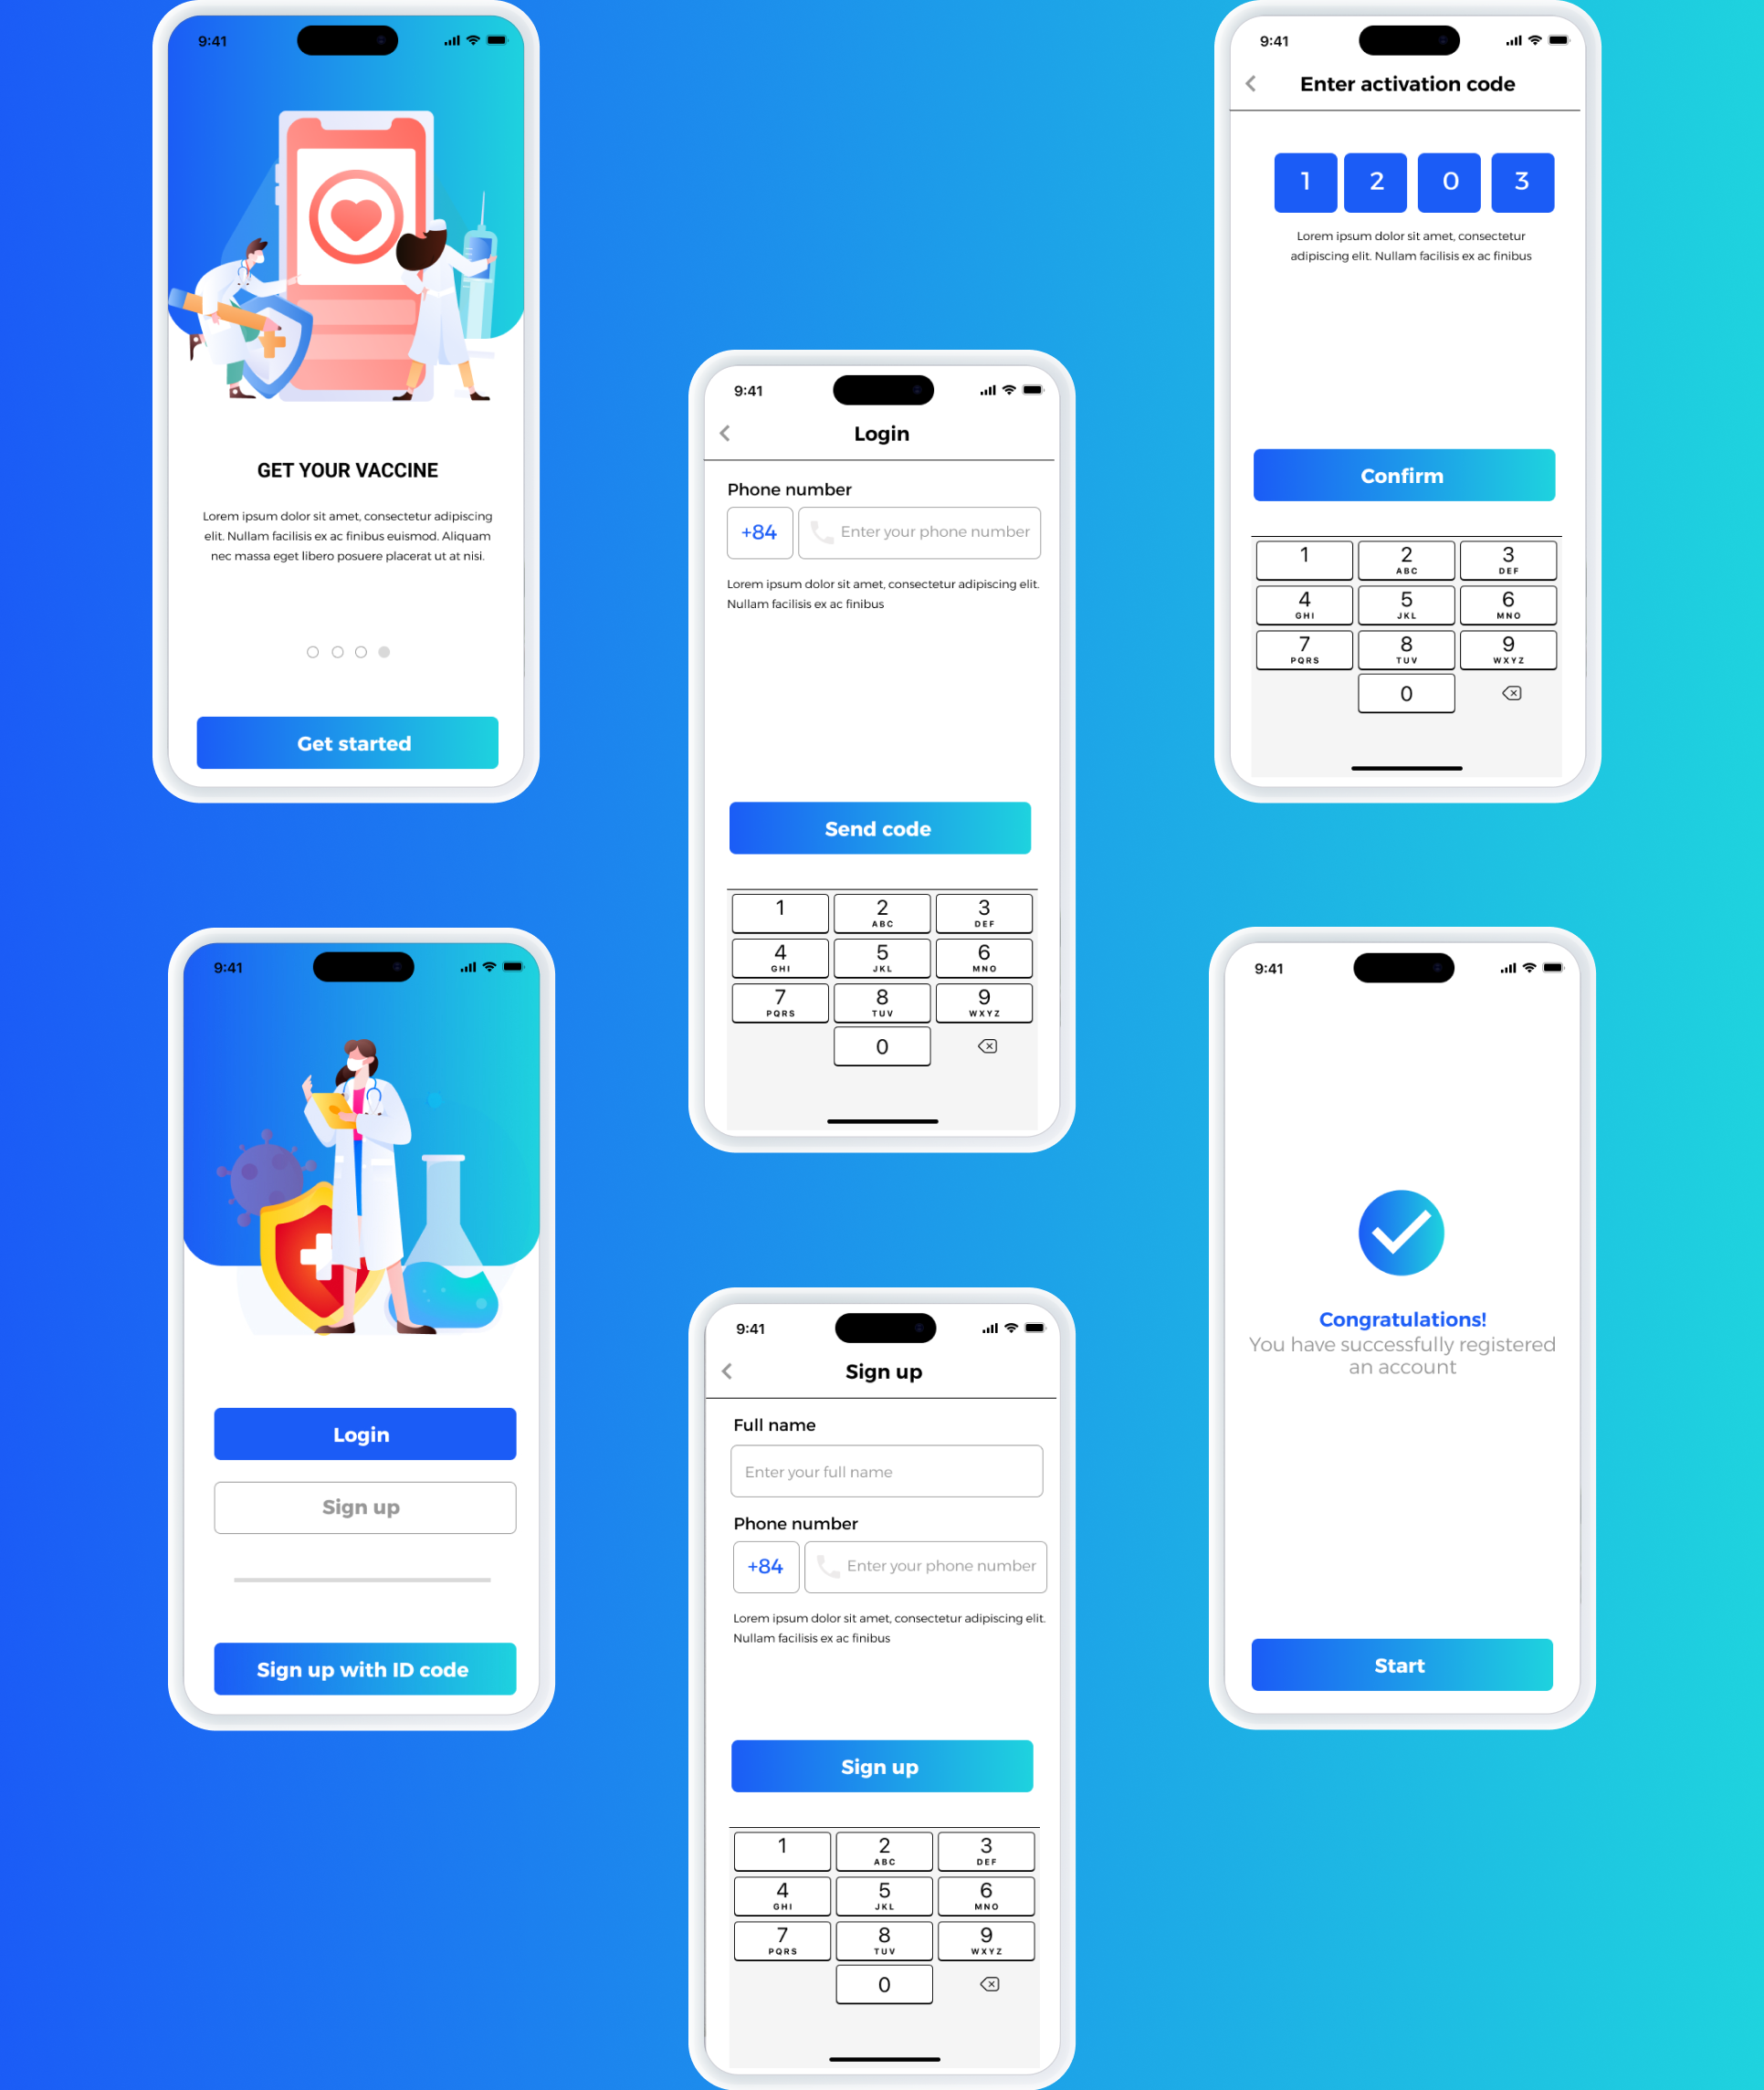 9:41
GET YOUR VACCINE
Lorem ipsum dolor sit amet, consectetur adipiscing
elit. Nullam facilisis ex ac finibus euismod. Aliquam
nec massa eget libero posuere placerat ut at nisi.
Get started
9:41
Login
Sign up
Sign up with ID code
9:41
Login
Phone number
+84 Enter your phone number
Lorem ipsum dolor sit amet, consectetur adipiscing elit.
Nullam facilisis ex ac finibus
Send code
1 2 3
ABC DEF
4 5 6
GHI JKL MNO
7 8 9
PQRS TUV WXYZ
0
9:41
Sign up
Full name
Enter your full name
Phone number
+84 Enter your phone number
Lorem ipsum dolor sit amet, consectetur adipiscing elit.
Nullam facilisis ex ac finibus
Sign up
1 2 3
ABC DEF
4 5 6
GHI JKL MNO
7 8 9
PQRS TUV WXYZ
0
9:41
Enter activation code
1 2 0 3
Lorem ipsum dolor sit amet, consectetur
adipiscing elit. Nullam facilisis ex ac finibus
Confirm
1 2 3
ABC DEF
4 5 6
GHI JKL MNO
7 8 9
PQRS TUV WXYZ
0
9:41
Congratulations!
You have successfully registered
an account
Start